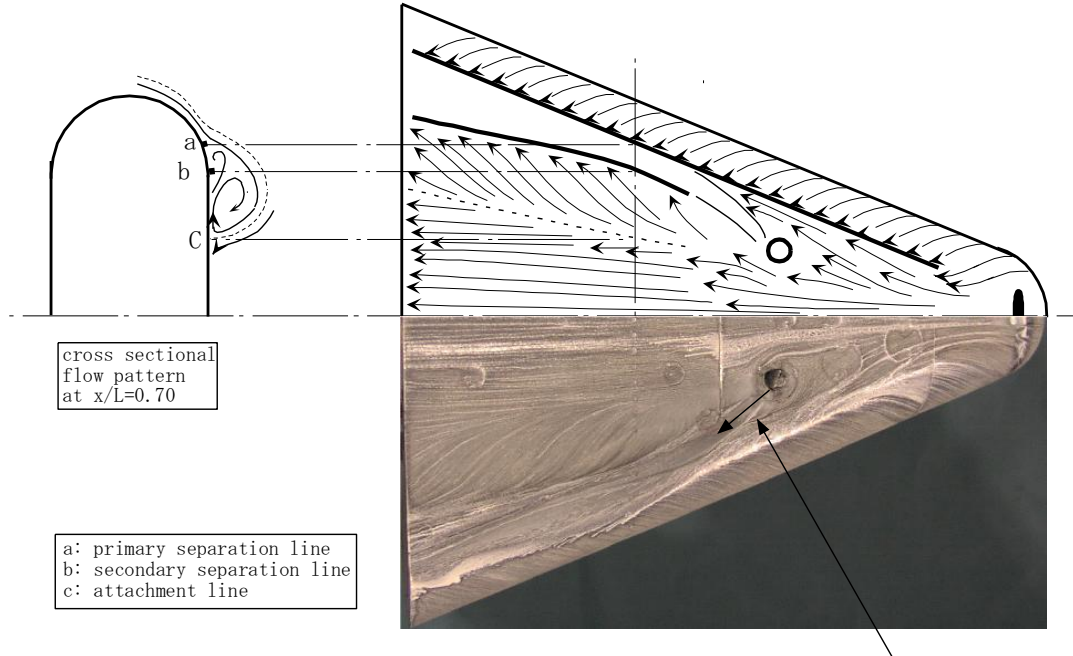 a
b
C
cross sectional
flow pattern
at x/L=0.70
a: primary separation line
b: secondary separation line
c: attachment line